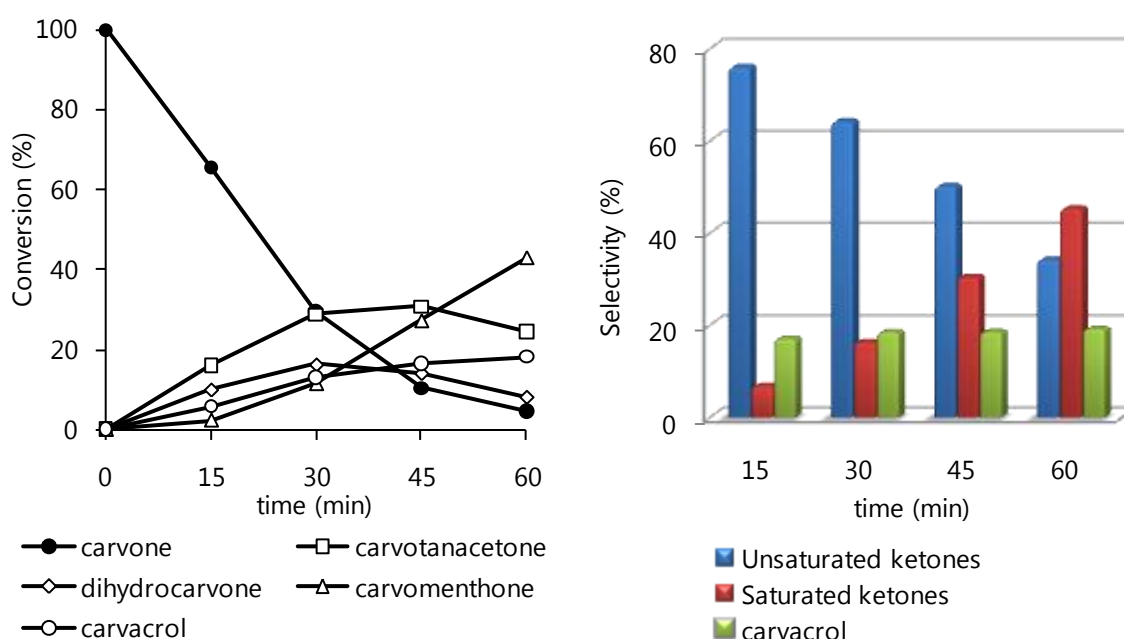 Conversion (%)
100
80
60
40
20
0
0 15 30 45 60
time (min)
carvone carvotanacetone
dihydrocarvone carvomenthone
carvacrol
Selectivity (%)
80
60
40
20
0
15 30 45 60
time (min)
Unsaturated ketones
Saturated ketones
carvacrol